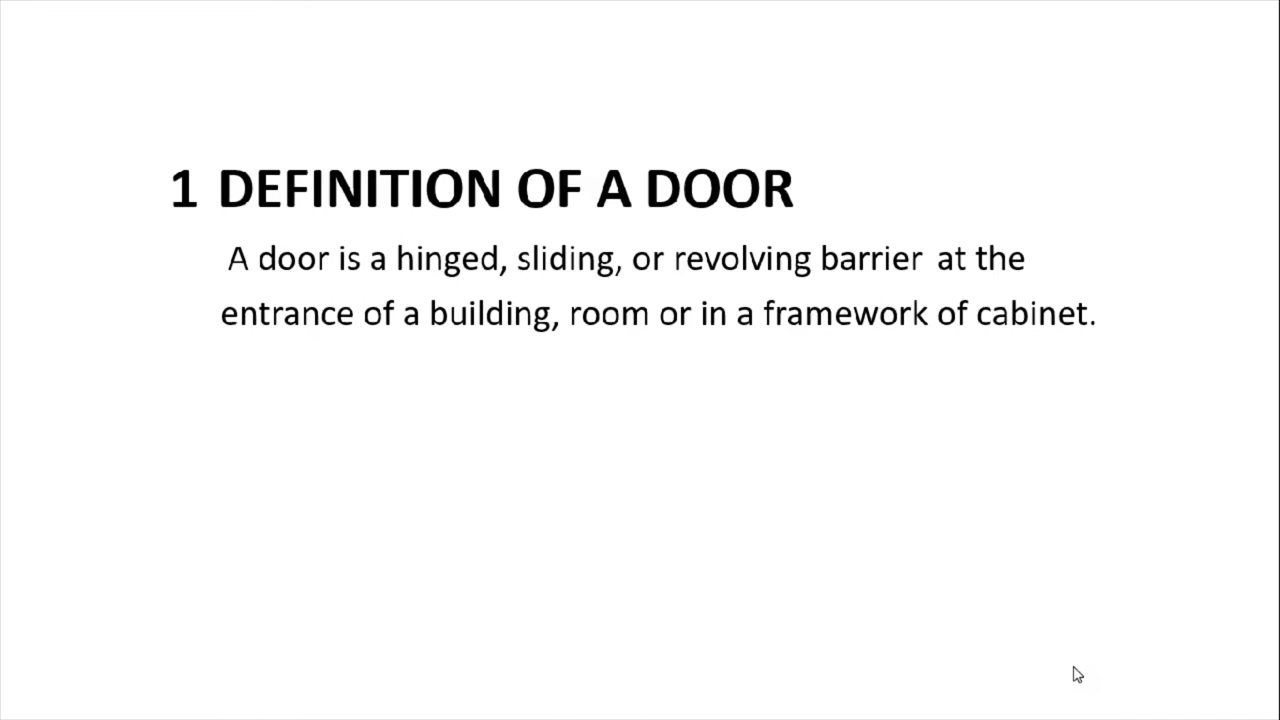 1 DEFINITION OF A DOOR
A door is a hinged, sliding, or revolving barrier at the
entrance of a building, room or in a framework of cabinet.